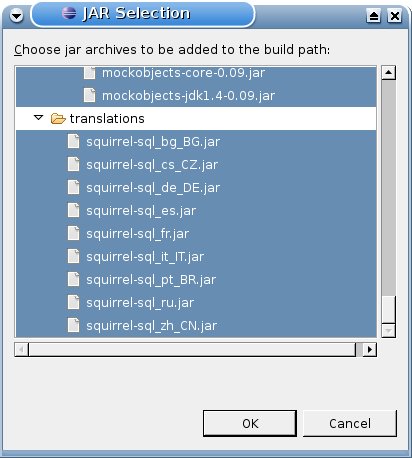 JAR Selection
Choose jar archives to be added to the build path:
mockobjects-core-0.09.jar
mockobjects-jdk1.4-0.09.jar
translations
squirrel-sql_bg_BG.jar
squirrel-sql_cs_CZ.jar
squirrel-sql_de_DE.jar
squirrel-sql_es.jar
squirrel-sql_fr.jar
squirrel-sql_it_IT.jar
squirrel-sql_pt_BR.jar
squirrel-sql_ru.jar
squirrel-sql_zh_CN.jar
OK Cancel